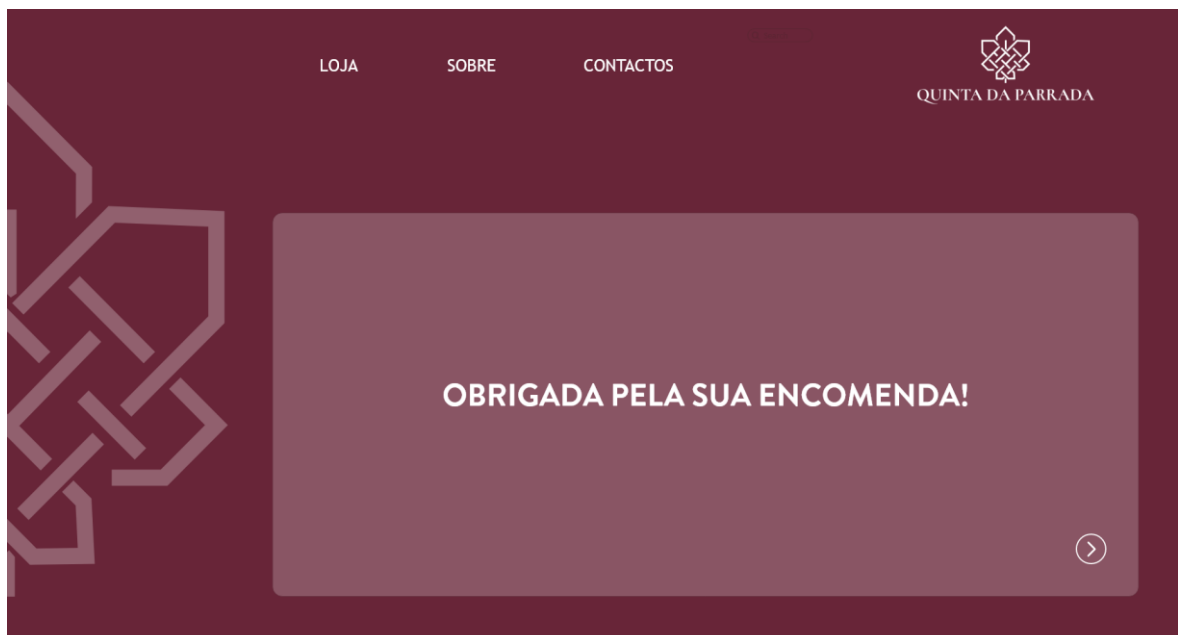 LOJA SOBRE CONTACTOS
QUINTA DA PARRADA
OBRIGADA PELA SUA ENCOMENDA!